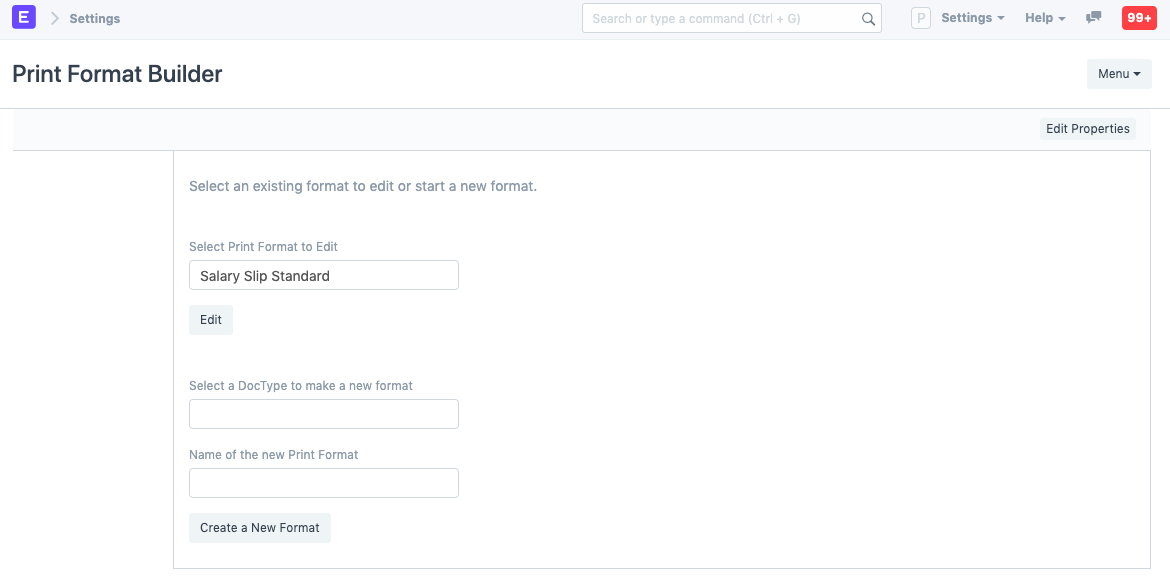 E Settings Search or type a command (Ctrl + G) P Settings Help 99+
Print Format Builder Menu
Edit Properties
Select an existing format to edit or start a new format.
Select Print Format to Edit
Salary Slip Standard
Edit
Select a DocType to make a new format
Name of the new Print Format
Create a New Format